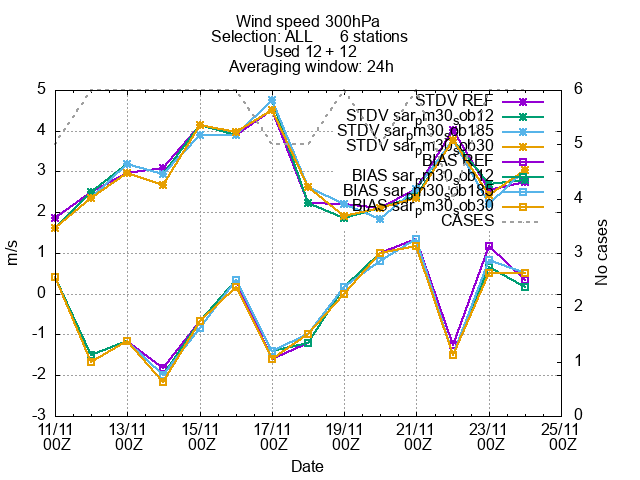 Wind speed 300hPa
Selection: ALL 6 stations
Used 12 + 12
Averaging window: 24h
STDV REF
STDV sar_pm30_sob12
STDV sar_pm30_sob185
STDV sar_pm30_sob30
BIAS REF
BIAS sar_pm30_sob12
BIAS sar_pm30_sob185
BIAS sar_pm30_sob30
CASES
5
4
3
2
1
0
-1
-2
-3
m/s
6
5
4
3
2
1
0
No cases
11/11 13/11 15/11 17/11 19/11 21/11 23/11 25/11
00Z 00Z 00Z 00Z 00Z 00Z 00Z 00Z
Date